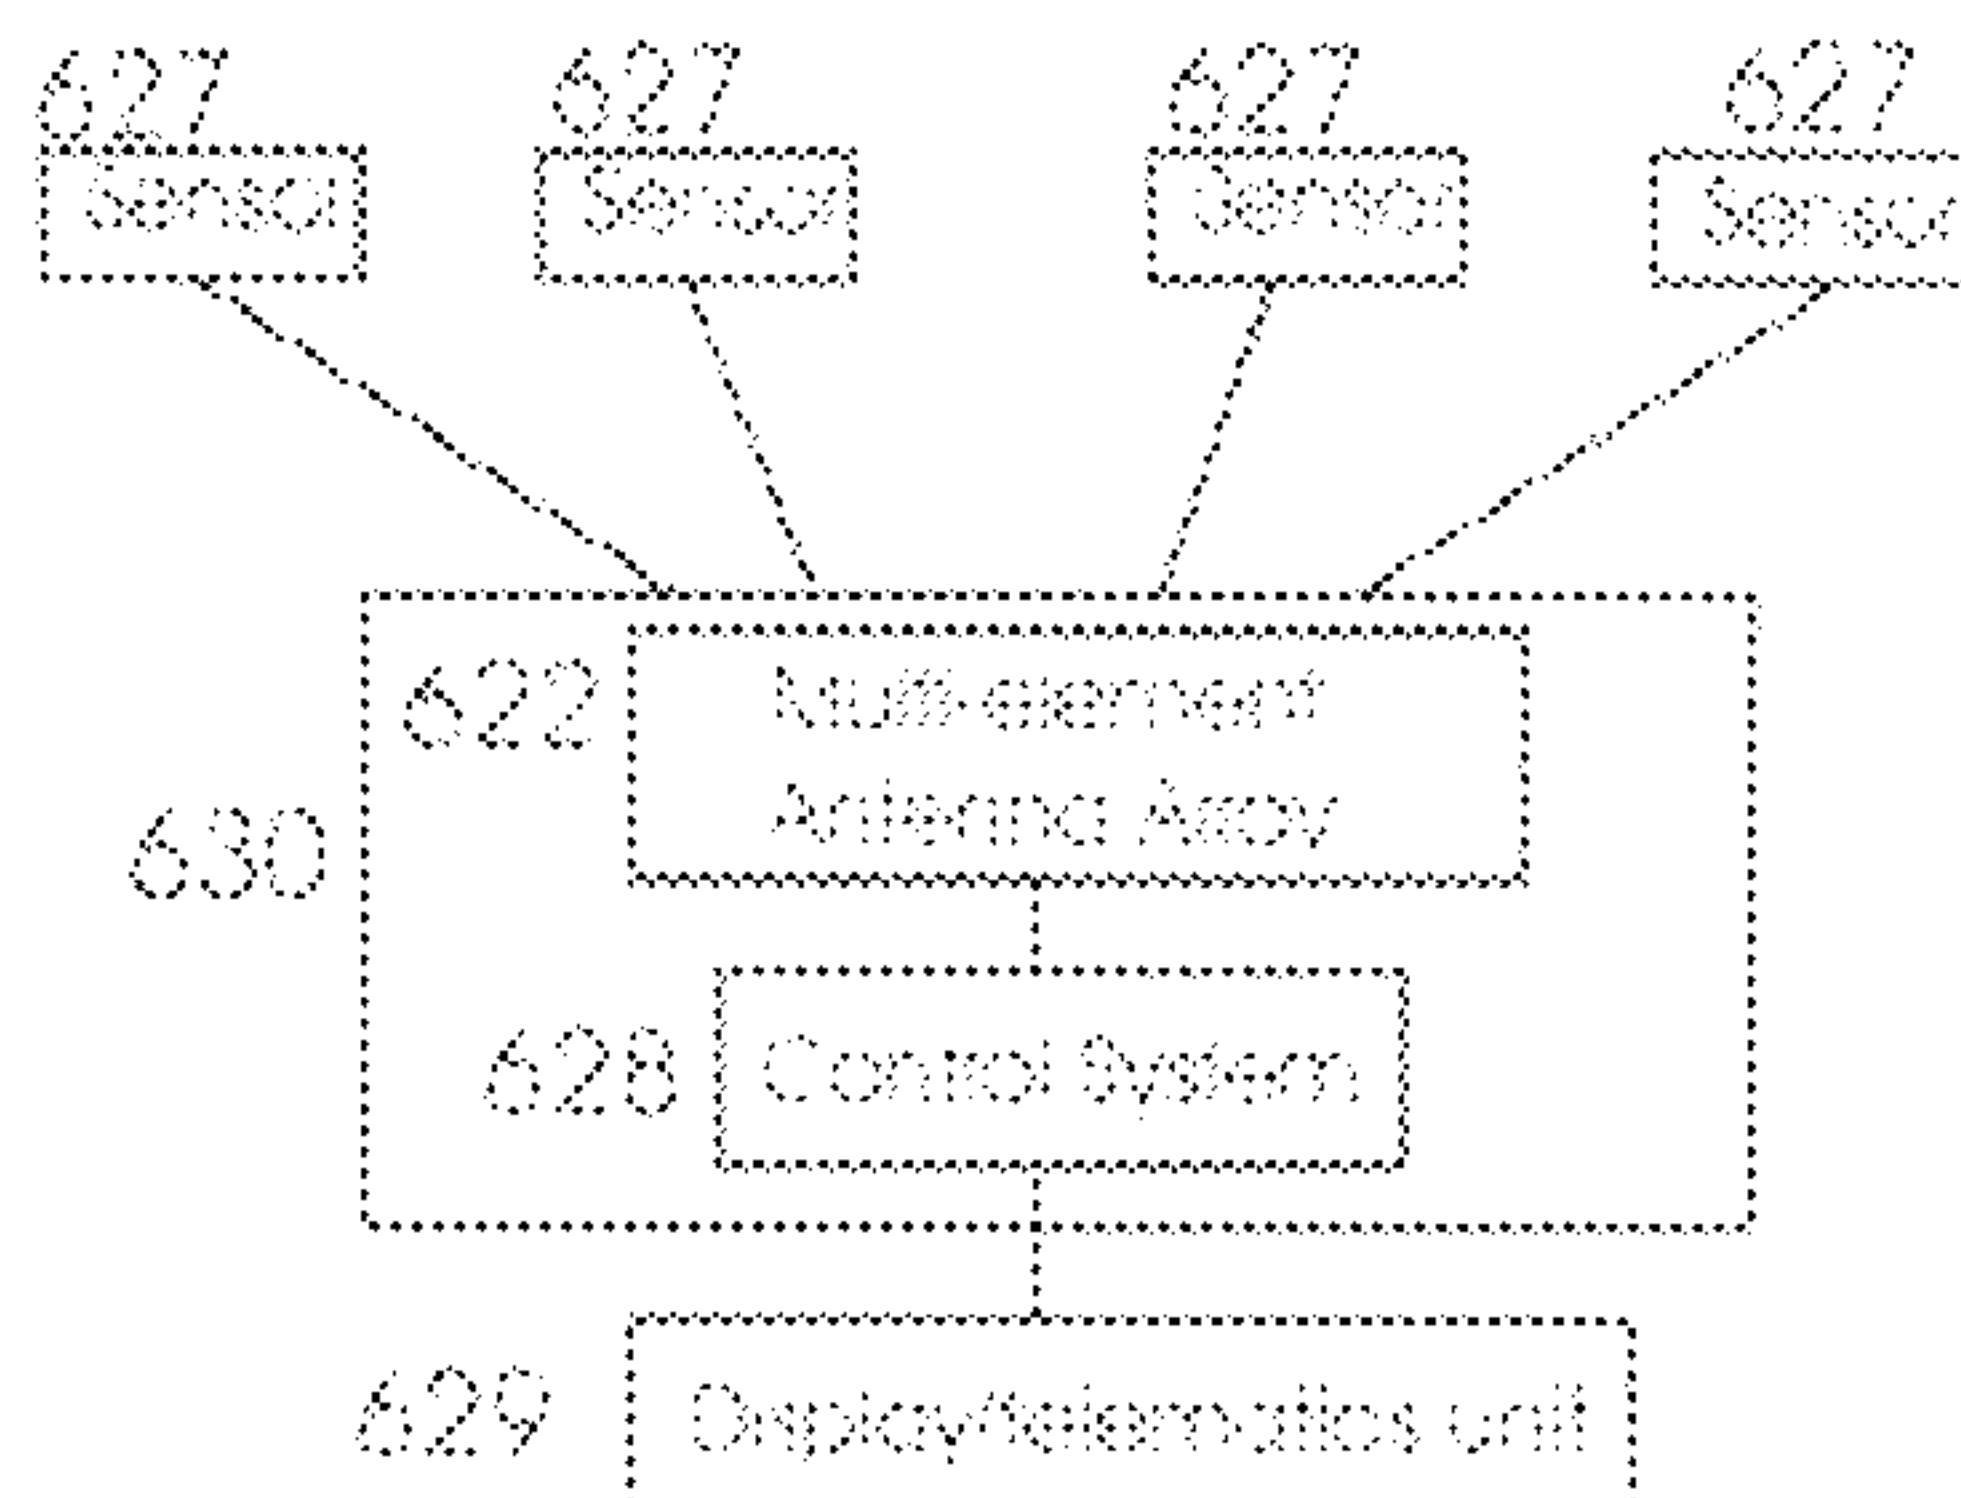 627 627 627 627
Sensor Sensor Sensor Sensor
622 Multi-element
Antenna Array
630
628 Control System
629 Display/telematics unit